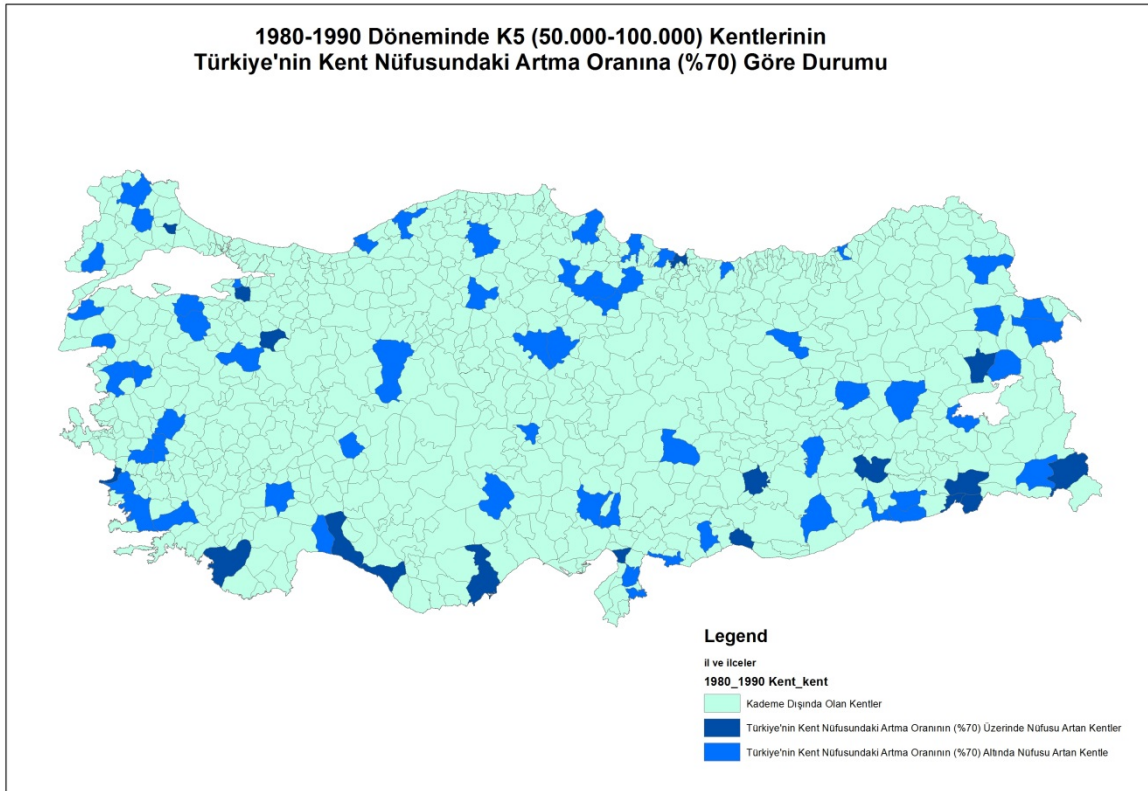 1980-1990 Döneminde K5 (50.000-100.000) Kentlerinin
Türkiye'nin Kent Nüfusundaki Artma Oranına (%70) Göre Durumu
Legend
il ve ilceler
1980_1990 Kent_kent
Kademe Dışında Olan Kentler
Türkiye'nin Kent Nüfusundaki Artma Oranının (%70) Üzerinde Nüfusu Artan Kentler
Türkiye'nin Kent Nüfusundaki Artma Oranının (%70) Altında Nüfusu Artan Kentle